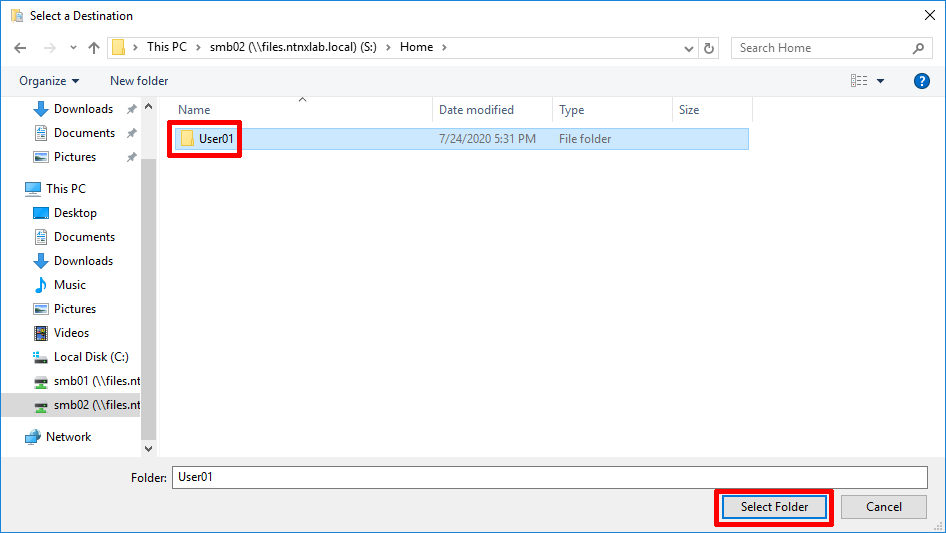 Select a Destination
This PC > smb02 (\\files.ntnxlab.local) (S:) > Home >
Search Home
Organize
New folder
Name
Date modified
Type
Size
User01
7/24/2020 5:31 PM
File folder
Downloads
Documents
Pictures
This PC
Desktop
Documents
Downloads
Music
Pictures
Videos
Local Disk (C:)
smb01 (\\files.nt
smb02 (\\files.nt
Network
Folder:
User01
Select Folder
Cancel